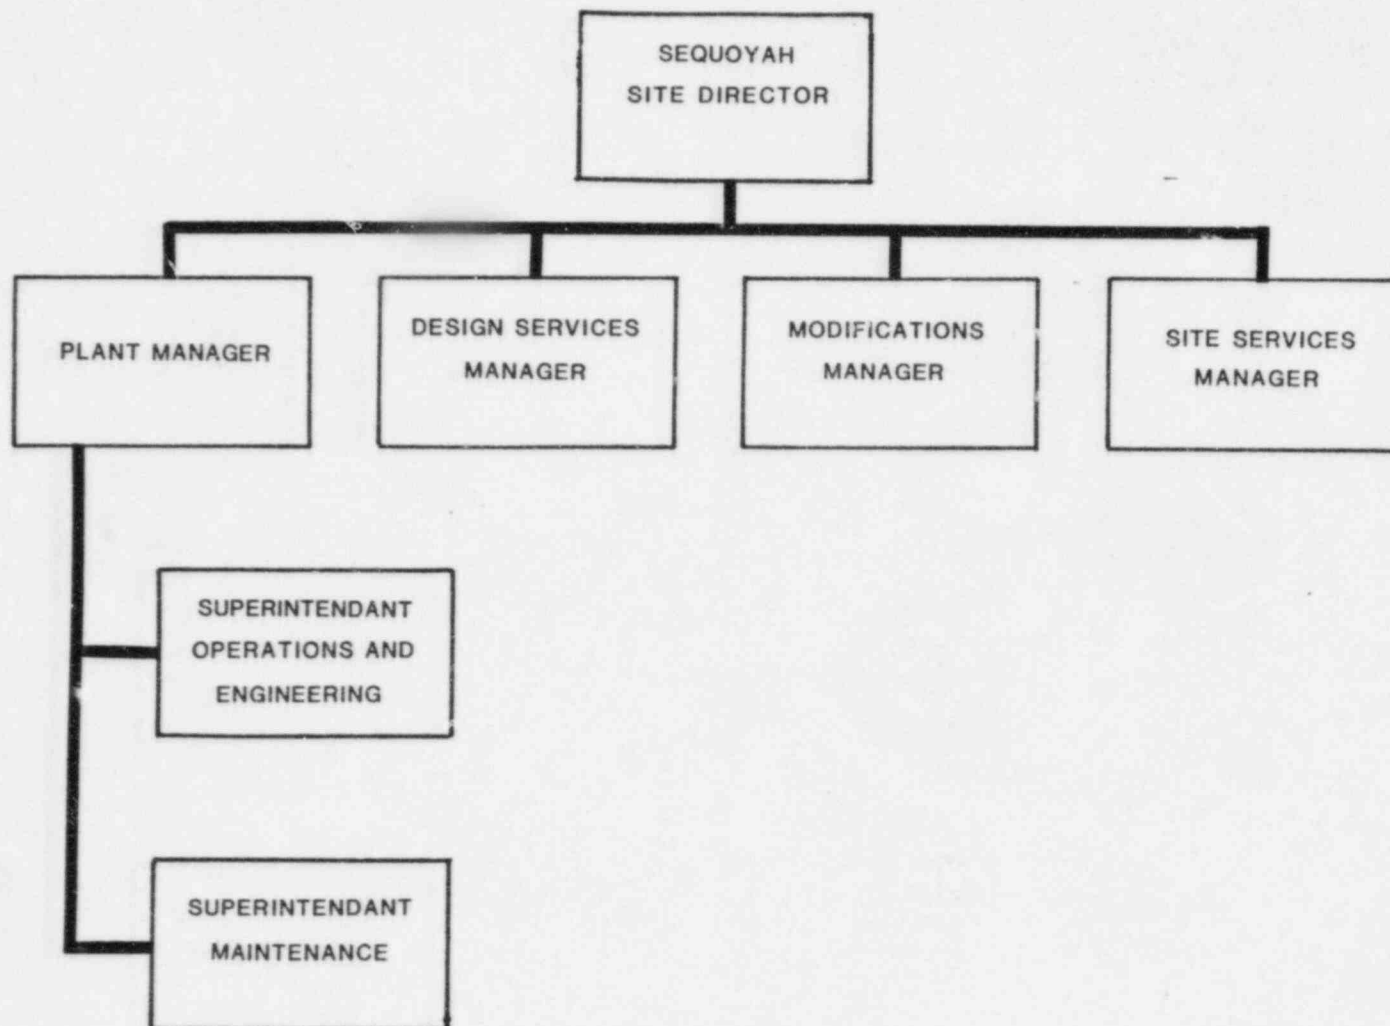 SEQUOYAH
SITE DIRECTOR
PLANT MANAGER
DESIGN SERVICES
MANAGER
MODIFICATIONS
MANAGER
SITE SERVICES
MANAGER
SUPERINTENDANT
OPERATIONS AND
ENGINEERING
SUPERINTENDANT
MAINTENANCE